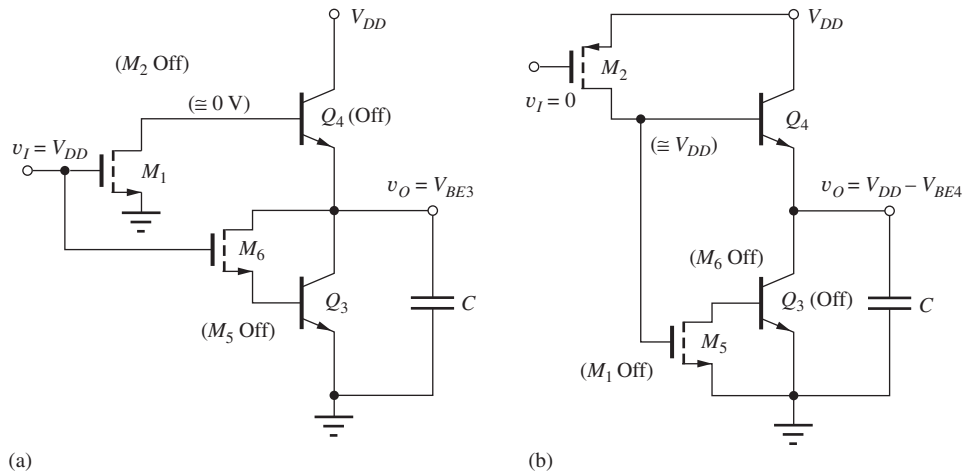 V_DD
(M_2 Off)
(≅ 0 V)
Q_4 (Off)
v_I = V_DD
M_1
v_O = V_BE3
M_6
Q_3
C
(M_5 Off)
(a)
V_DD
M_2
v_I = 0
Q_4
(≅ V_DD)
v_O = V_DD − V_BE4
(M_6 Off)
Q_3 (Off)
C
M_5
(M_1 Off)
(b)